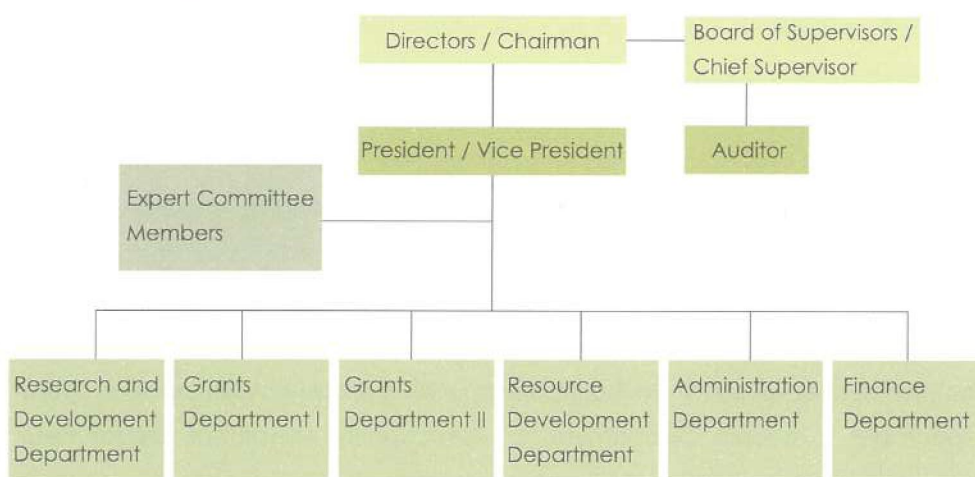 Directors / Chairman
Board of Supervisors /
Chief Supervisor
President / Vice President
Auditor
Expert Committee
Members
Research and
Development
Department
Grants
Department I
Grants
Department II
Resource
Development
Department
Administration
Department
Finance
Department